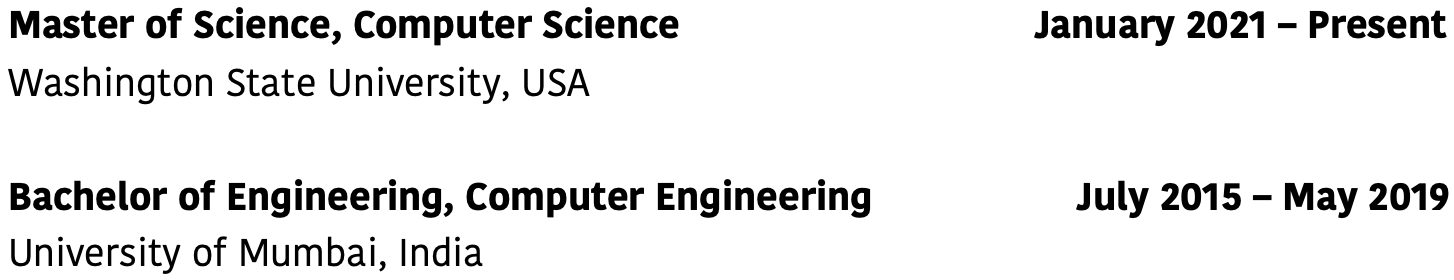 Master of Science, Computer Science January 2021 – Present
Washington State University, USA
Bachelor of Engineering, Computer Engineering July 2015 – May 2019
University of Mumbai, India